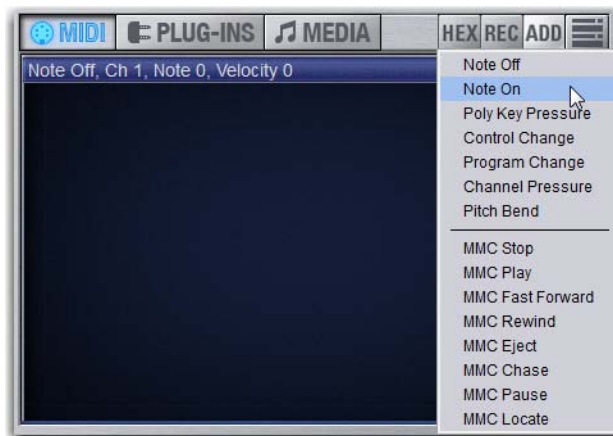 MIDI PLUG-INS MEDIA HEX REC ADD
Note Off, Ch 1, Note 0, Velocity 0
Note Off
Note On
Poly Key Pressure
Control Change
Program Change
Channel Pressure
Pitch Bend
MMC Stop
MMC Play
MMC Fast Forward
MMC Rewind
MMC Eject
MMC Chase
MMC Pause
MMC Locate